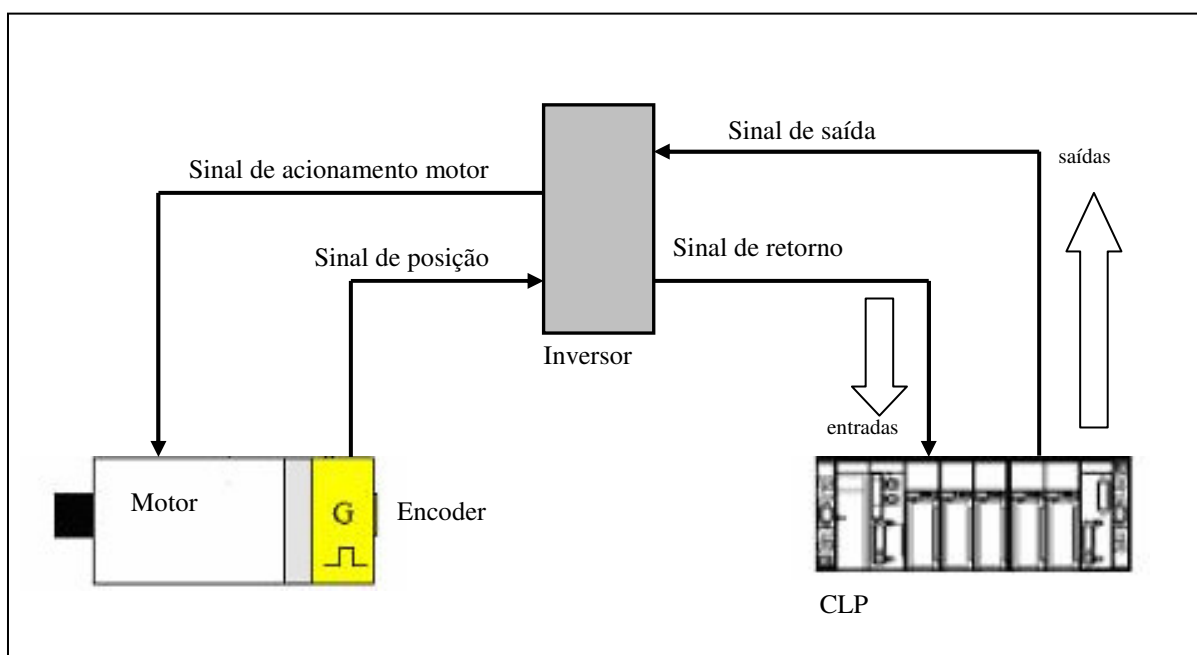 Sinal de saída
saídas
Sinal de acionamento motor
Sinal de posição
Sinal de retorno
Inversor
entradas
Motor
G
Encoder
CLP